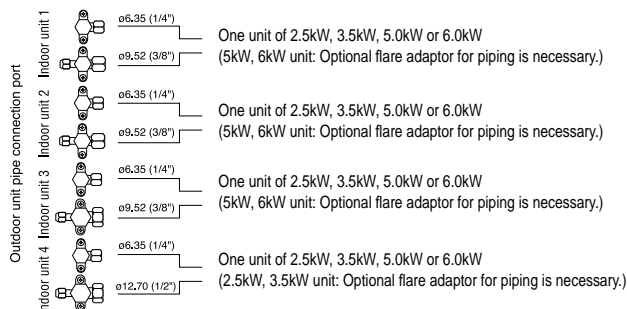 Outdoor unit pipe connection port
Indoor unit 1
ø6.35 (1/4")
ø9.52 (3/8")
One unit of 2.5kW, 3.5kW, 5.0kW or 6.0kW
(5kW, 6kW unit: Optional flare adaptor for piping is necessary.)
Indoor unit 2
ø6.35 (1/4")
ø9.52 (3/8")
One unit of 2.5kW, 3.5kW, 5.0kW or 6.0kW
(5kW, 6kW unit: Optional flare adaptor for piping is necessary.)
Indoor unit 3
ø6.35 (1/4")
ø9.52 (3/8")
One unit of 2.5kW, 3.5kW, 5.0kW or 6.0kW
(5kW, 6kW unit: Optional flare adaptor for piping is necessary.)
Indoor unit 4
ø6.35 (1/4")
ø12.70 (1/2")
One unit of 2.5kW, 3.5kW, 5.0kW or 6.0kW
(2.5kW, 3.5kW unit: Optional flare adaptor for piping is necessary.)